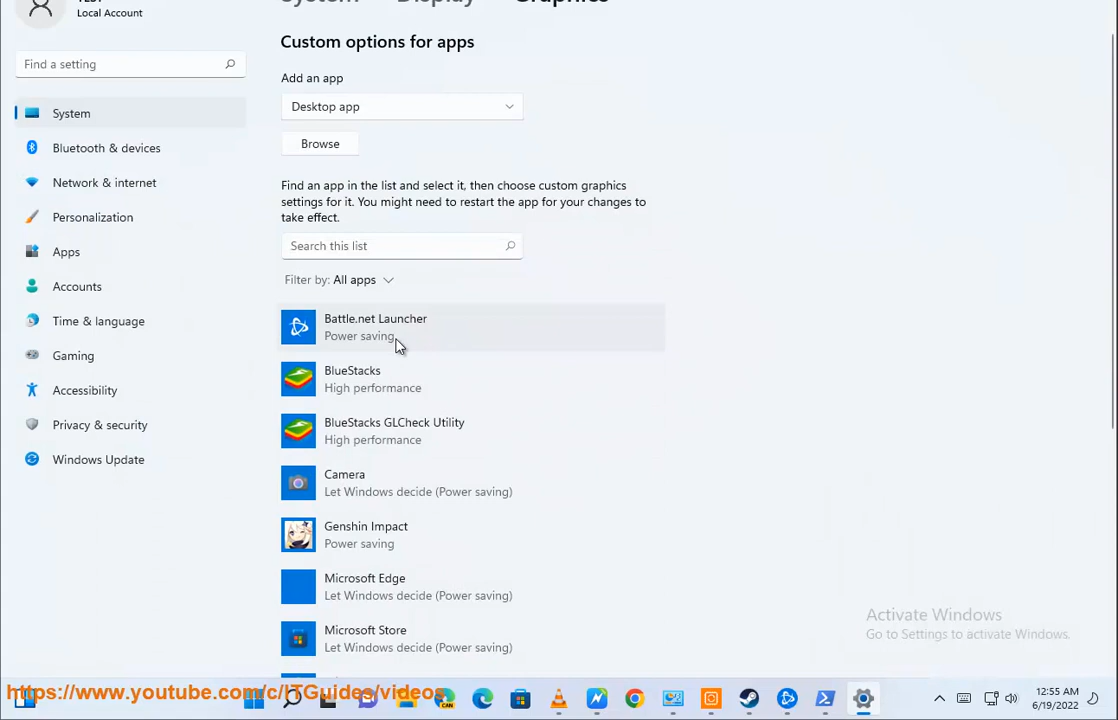 System Display Graphics
Local Account
Custom options for apps
Find a setting
Add an app
Desktop app
Browse
System
Bluetooth & devices
Network & internet
Personalization
Apps
Accounts
Time & language
Gaming
Accessibility
Privacy & security
Windows Update
Find an app in the list and select it, then choose custom graphics
settings for it. You might need to restart the app for your changes to
take effect.
Search this list
Filter by: All apps
Battle.net Launcher
Power saving
BlueStacks
High performance
BlueStacks GLCheck Utility
High performance
Camera
Let Windows decide (Power saving)
Genshin Impact
Power saving
Microsoft Edge
Let Windows decide (Power saving)
Microsoft Store
Let Windows decide (Power saving)
Activate Windows
Go to Settings to activate Windows.
https://www.youtube.com/c/ITGuides/videos
CAN
12:55 AM
6/19/2022